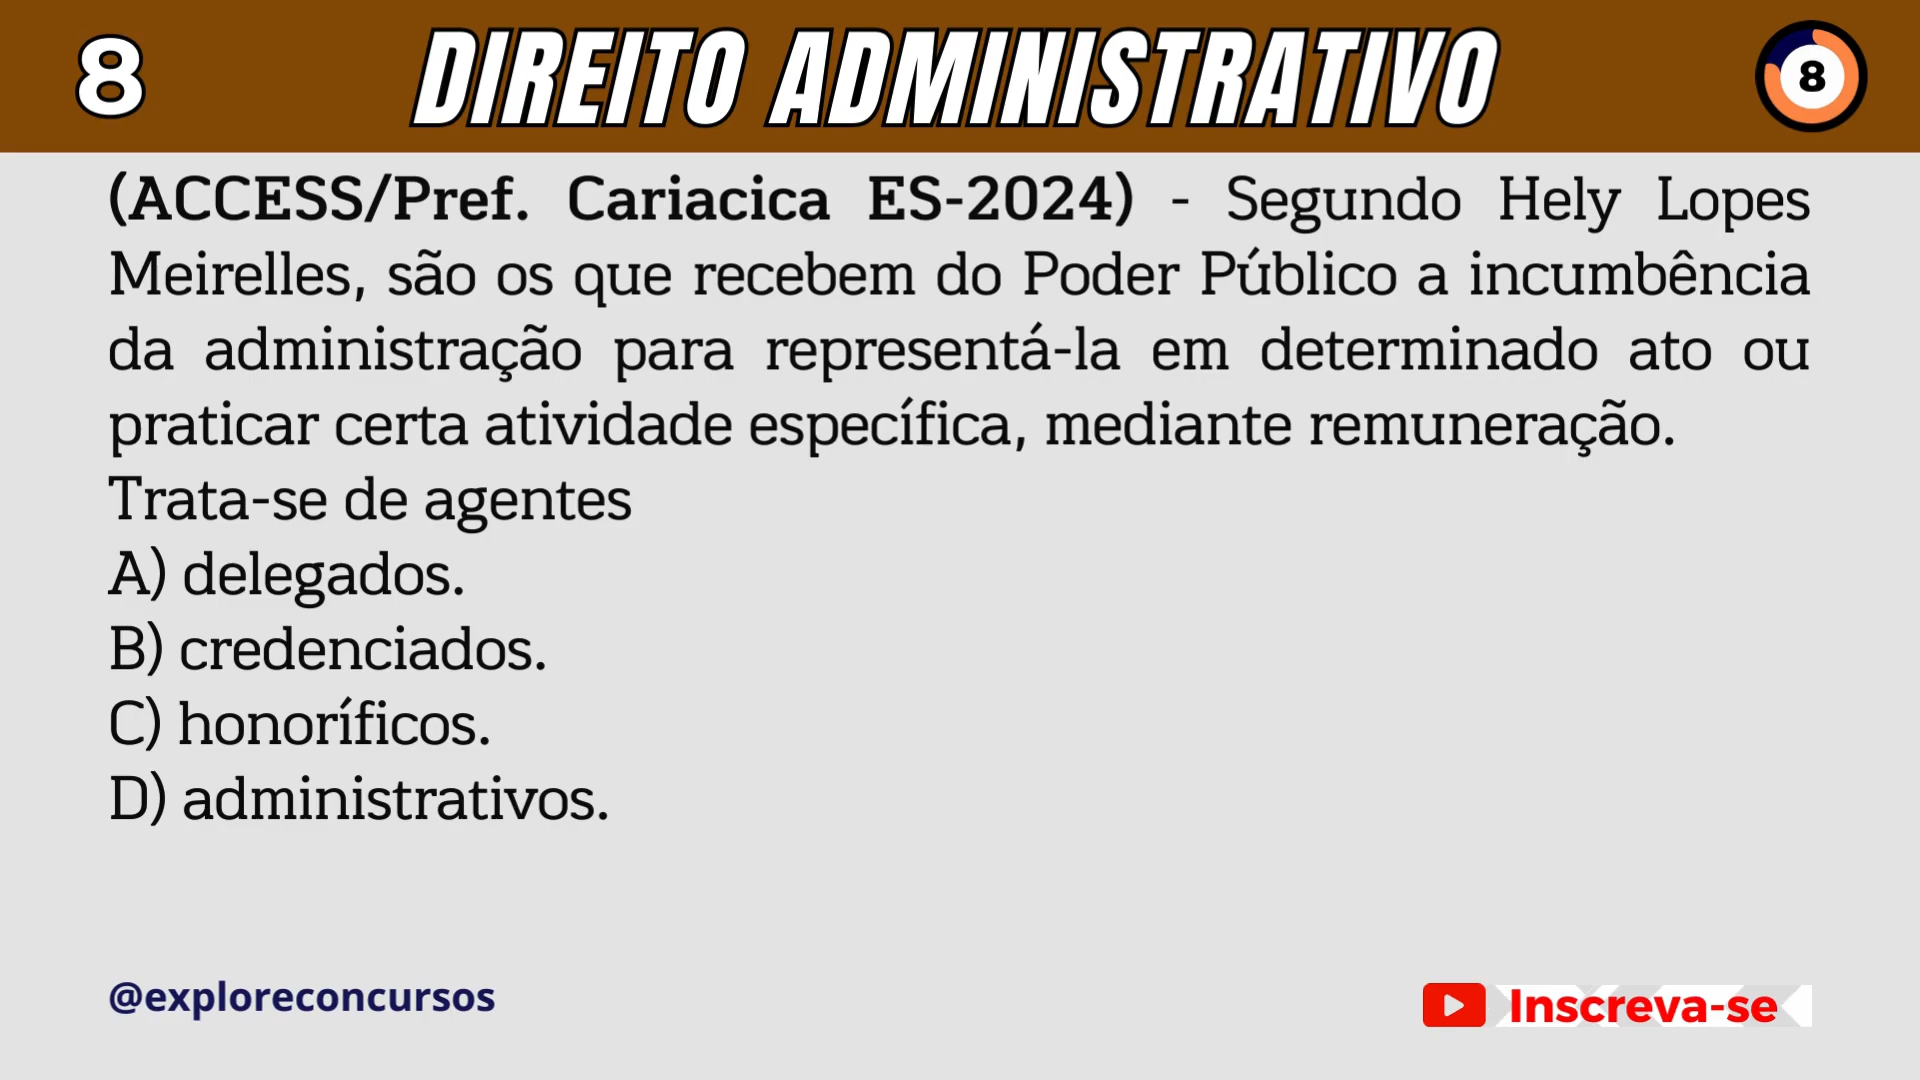 8
DIREITO ADMINISTRATIVO
8
(ACCESS/Pref. Cariacica ES-2024) - Segundo Hely Lopes
Meirelles, são os que recebem do Poder Público a incumbência
da administração para representá-la em determinado ato ou
praticar certa atividade específica, mediante remuneração.
Trata-se de agentes
A) delegados.
B) credenciados.
C) honoríficos.
D) administrativos.
@exploreconcursos
Inscreva-se